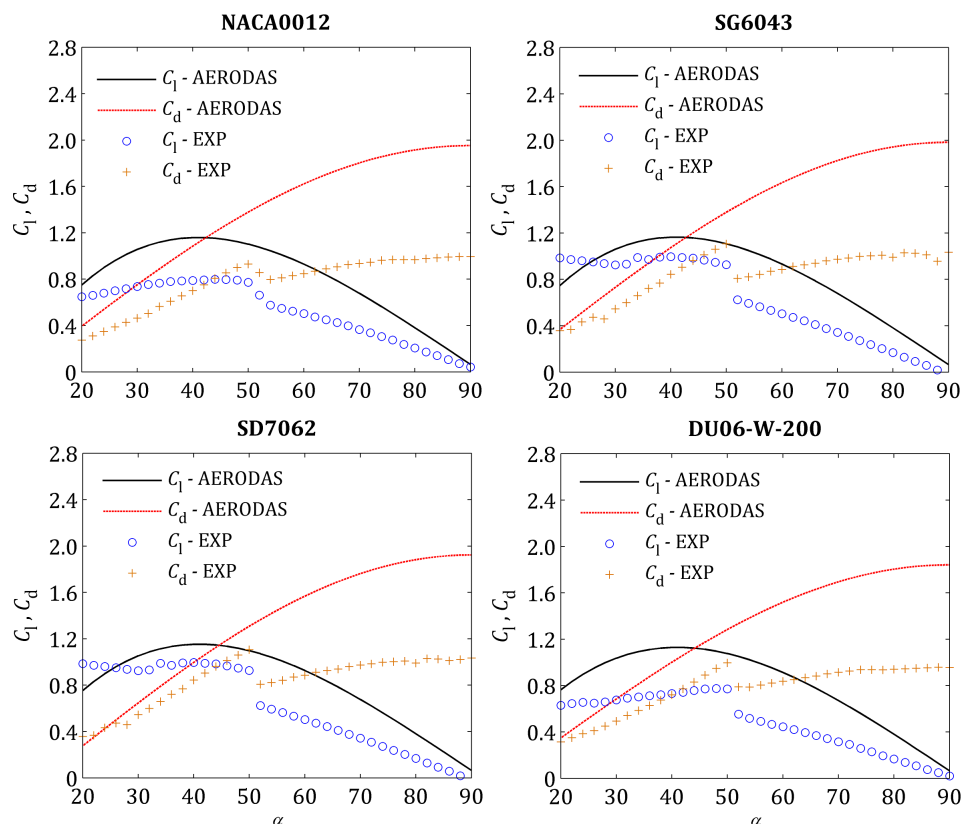 NACA0012
2.8
2.4
2.0
1.6
1.2
0.8
0.4
0
C_l , C_d
C_l - AERODAS
C_d - AERODAS
C_l - EXP
C_d - EXP
20 30 40 50 60 70 80 90
SG6043
2.8
2.4
2.0
1.6
1.2
0.8
0.4
0
C_l - AERODAS
C_d - AERODAS
C_l - EXP
C_d - EXP
20 30 40 50 60 70 80 90
SD7062
2.8
2.4
2.0
1.6
1.2
0.8
0.4
0
C_l , C_d
C_l - AERODAS
C_d - AERODAS
C_l - EXP
C_d - EXP
20 30 40 50 60 70 80 90
α
DU06-W-200
2.8
2.4
2.0
1.6
1.2
0.8
0.4
0
C_l - AERODAS
C_d - AERODAS
C_l - EXP
C_d - EXP
20 30 40 50 60 70 80 90
α